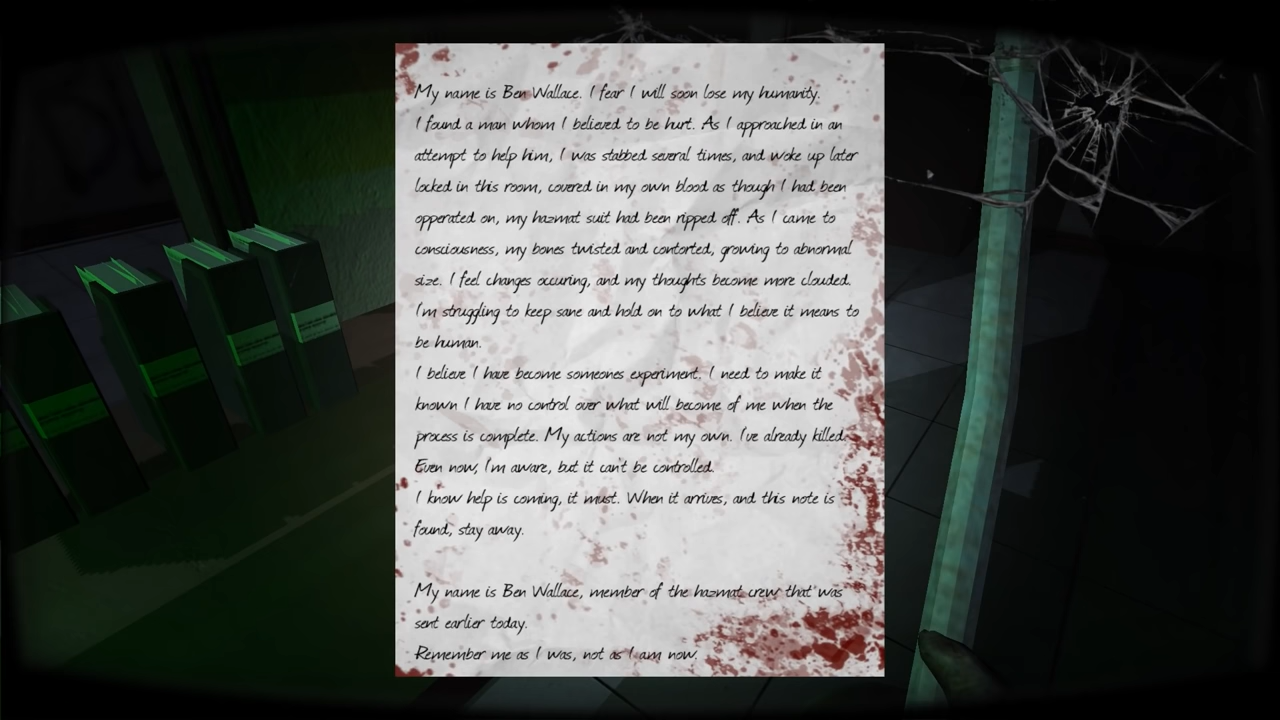 My name is Ben Wallace. I fear I will soon lose my humanity.
I found a man whom I believed to be hurt. As I approached in an
attempt to help him, I was stabbed several times, and woke up later
locked in this room, covered in my own blood as though I had been
opperated on, my hazmat suit had been ripped off. As I came to
consciousness, my bones twisted and contorted, growing to abnormal
size. I feel changes occuring, and my thoughts become more clouded.
I'm struggling to keep sane and hold on to what I believe it means to
be human.
I believe I have become someones experiment. I need to make it
known I have no control over what will become of me when the
process is complete. My actions are not my own. I've already killed.
Even now, I'm aware, but it can't be controlled.
I know help is coming, it must. When it arrives, and this note is
found, stay away.
My name is Ben Wallace, member of the hazmat crew that was
sent earlier today.
Remember me as I was, not as I am now.